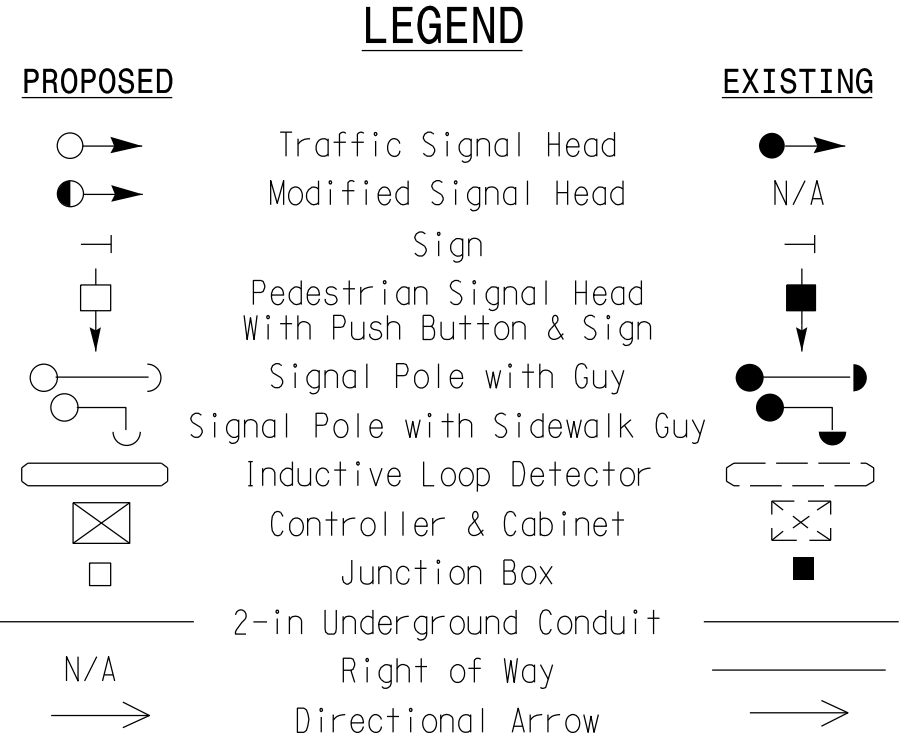 LEGEND
PROPOSED EXISTING
Traffic Signal Head
Modified Signal Head N/A
Sign
Pedestrian Signal Head
With Push Button & Sign
Signal Pole with Guy
Signal Pole with Sidewalk Guy
Inductive Loop Detector
Controller & Cabinet
Junction Box
2-in Underground Conduit
N/A Right of Way
Directional Arrow